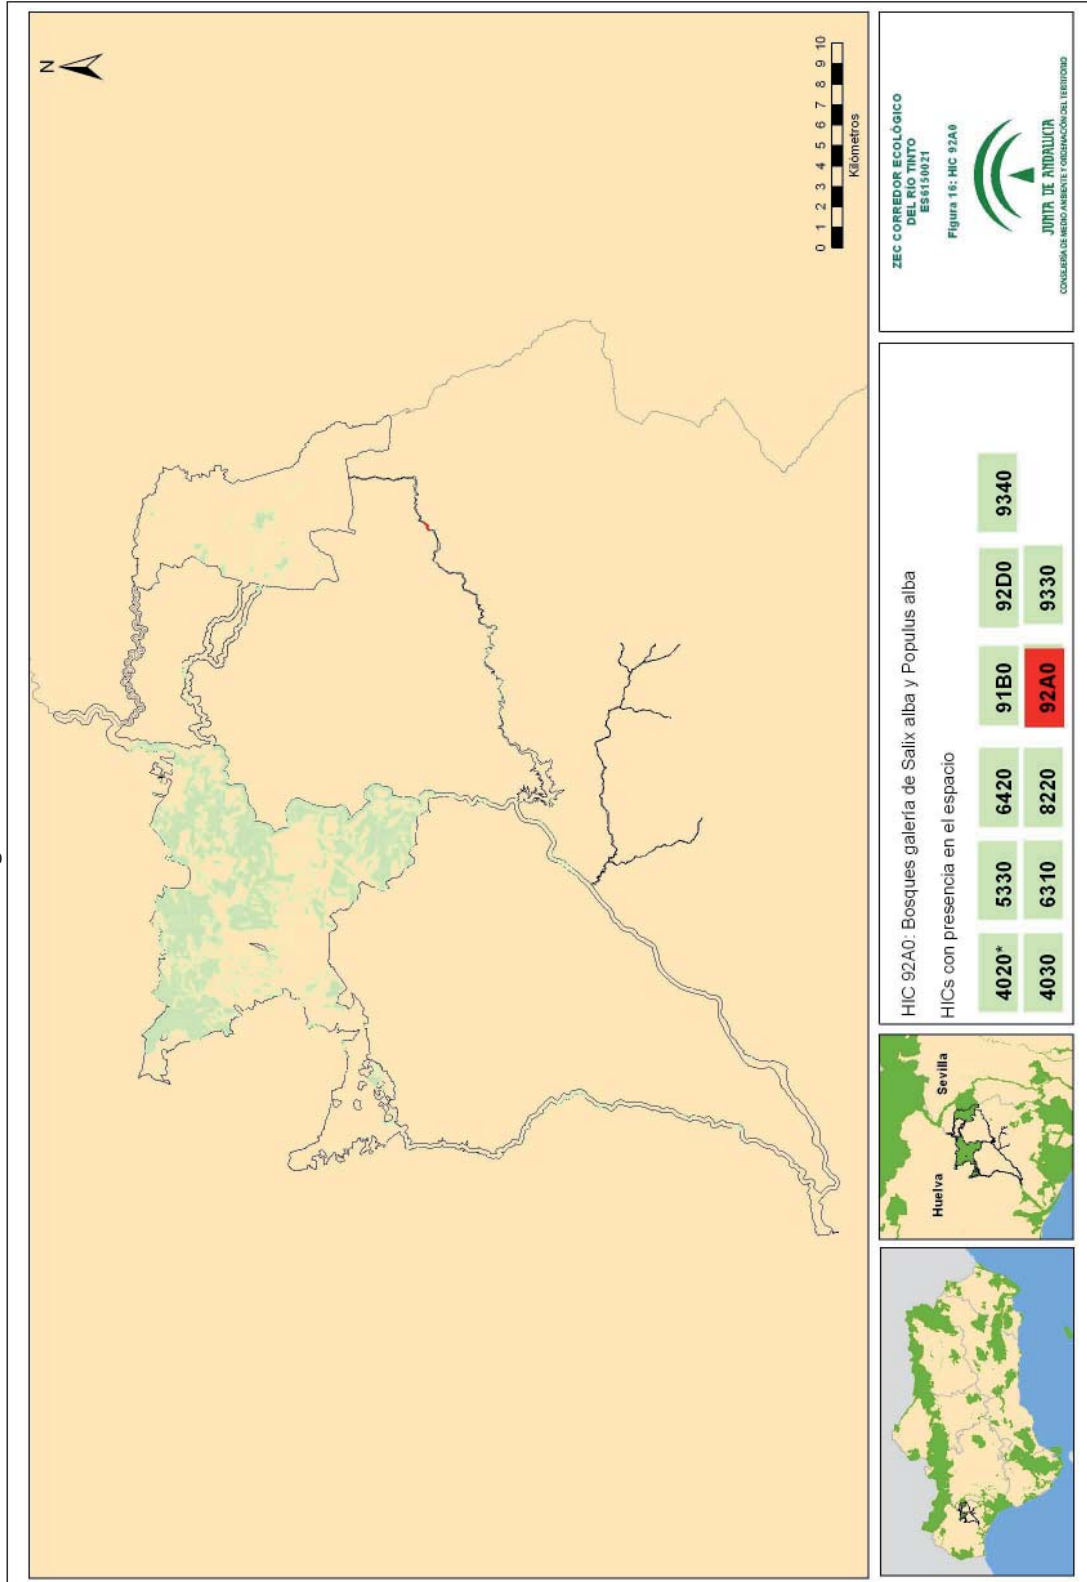 N
0 1 2 3 4 5 6 7 8 9 10
Kilómetros
Huelva
Sevilla
HIC 92A0: Bosques galería de Salix alba y Populus alba
HICs con presencia en el espacio
4020* 5330 6420 91B0 92D0 9340
4030 6310 8220 92A0 9330
ZEC CORREDOR ECOLÓGICO
DEL RÍO TINTO
ES6150021
Figura 16: HIC 92A0
JUNTA DE ANDALUCIA
CONSEJERÍA DE MEDIO AMBIENTE Y ORDENACIÓN DEL TERRITORIO